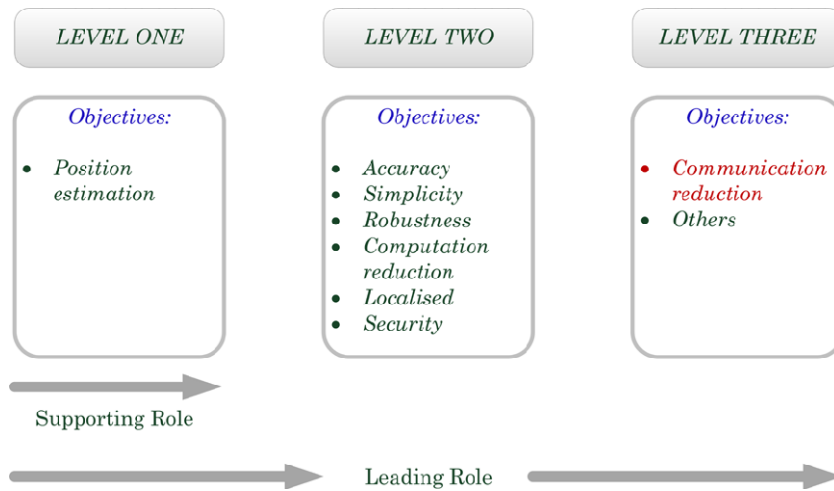 LEVEL ONE
LEVEL TWO
LEVEL THREE
Objectives:
• Position
estimation
Objectives:
• Accuracy
• Simplicity
• Robustness
• Computation
reduction
• Localised
• Security
Objectives:
• Communication
reduction
• Others
Supporting Role
Leading Role